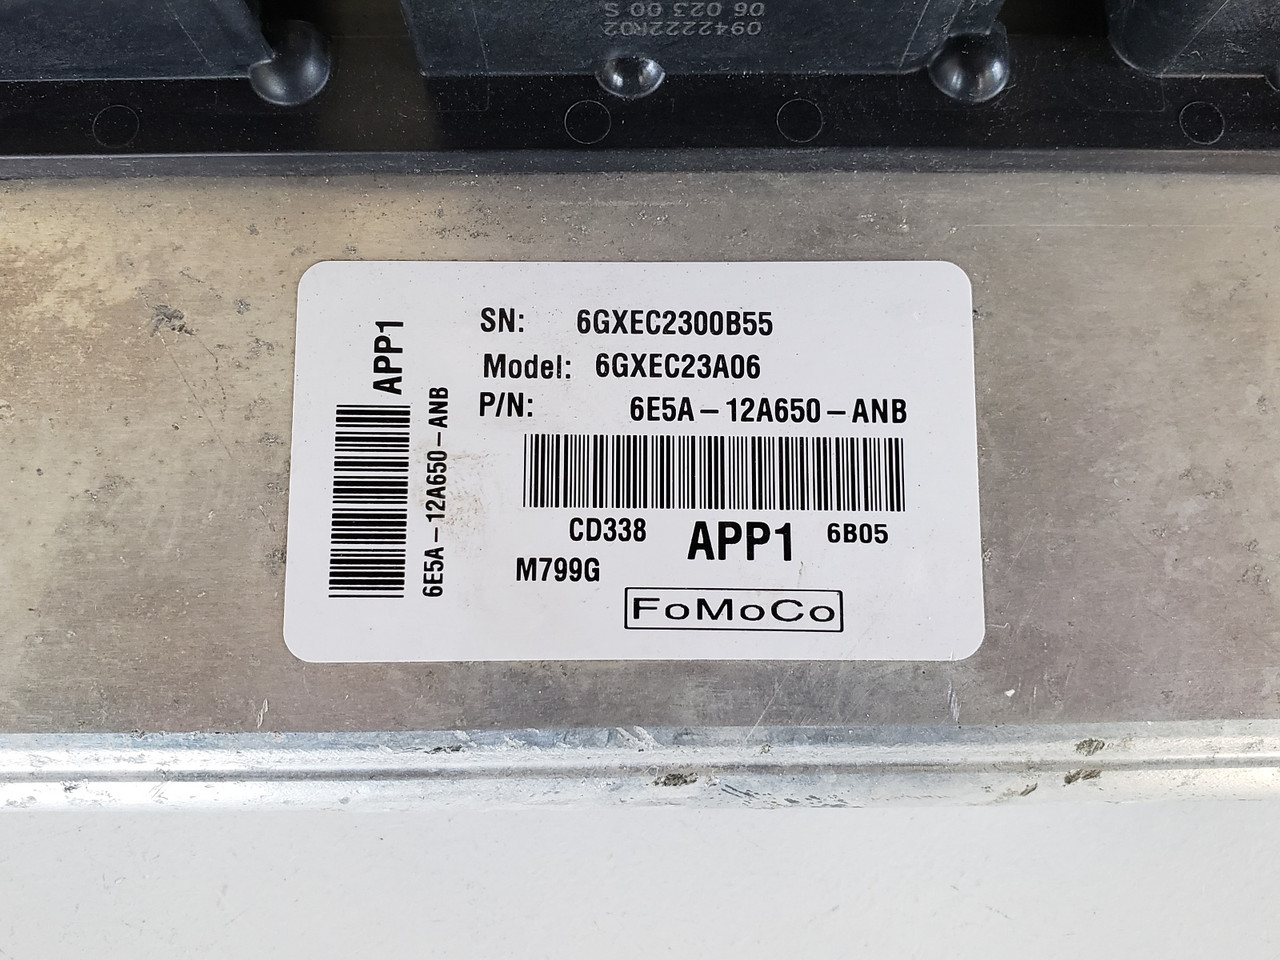 0942222R02
06 023 00 S
SN: 6GXEC2300B55
Model: 6GXEC23A06
P/N: 6E5A-12A650-ANB
CD338 APP1 6B05
M799G
FoMoCo
APP1
6E5A-12A650-ANB